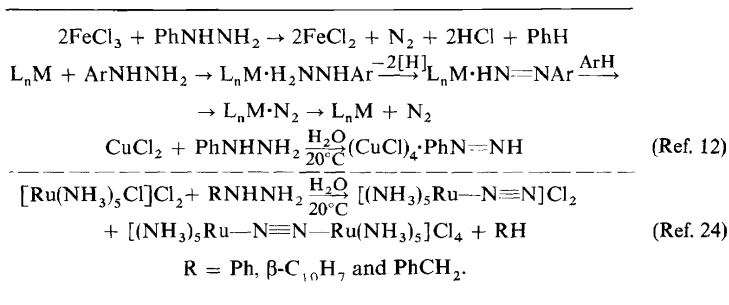 2FeCl₃ + PhNHNH₂ → 2FeCl₂ + N₂ + 2HCl + PhH
LₙM + ArNHNH₂ → LₙM·H₂NNHAr —−2[H]→ LₙM·HN=NAr —ArH→
→ LₙM·N₂ → LₙM + N₂
CuCl₂ + PhNHNH₂ —H₂O/20°C→ (CuCl)₄·PhN=NH (Ref. 12)
[Ru(NH₃)₅Cl]Cl₂ + RNHNH₂ —H₂O/20°C→ [(NH₃)₅Ru—N≡N]Cl₂
+ [(NH₃)₅Ru—N≡N—Ru(NH₃)₅]Cl₄ + RH (Ref. 24)
R = Ph, β-C₁₀H₇ and PhCH₂.